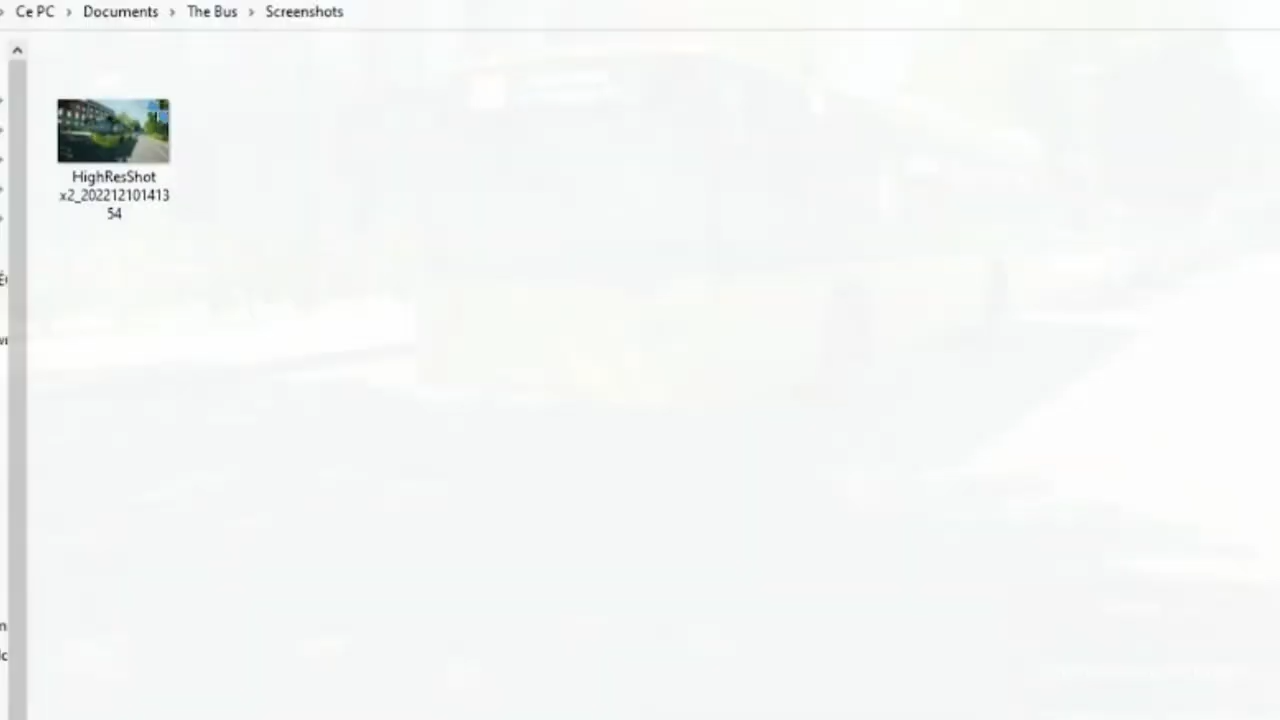 Ce PC > Documents > The Bus > Screenshots
HighResShot
x2_202212101413
54